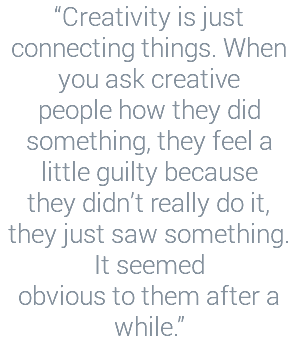 “Creativity is just
connecting things. When
you ask creative
people how they did
something, they feel a
little guilty because
they didn’t really do it,
they just saw something.
It seemed
obvious to them after a
while.”